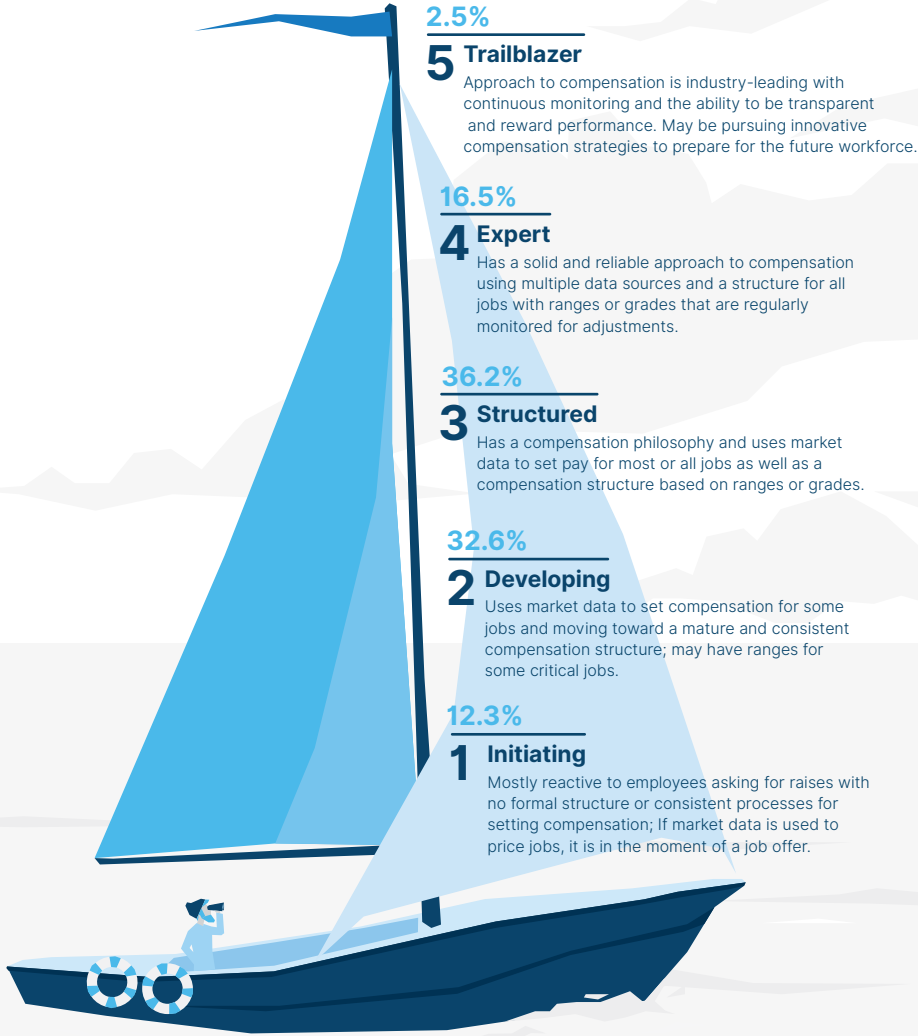 2.5%
5 Trailblazer
Approach to compensation is industry-leading with
continuous monitoring and the ability to be transparent
and reward performance. May be pursuing innovative
compensation strategies to prepare for the future workforce.
16.5%
4 Expert
Has a solid and reliable approach to compensation
using multiple data sources and a structure for all
jobs with ranges or grades that are regularly
monitored for adjustments.
36.2%
3 Structured
Has a compensation philosophy and uses market
data to set pay for most or all jobs as well as a
compensation structure based on ranges or grades.
32.6%
2 Developing
Uses market data to set compensation for some
jobs and moving toward a mature and consistent
compensation structure; may have ranges for
some critical jobs.
12.3%
1 Initiating
Mostly reactive to employees asking for raises with
no formal structure or consistent processes for
setting compensation; If market data is used to
price jobs, it is in the moment of a job offer.